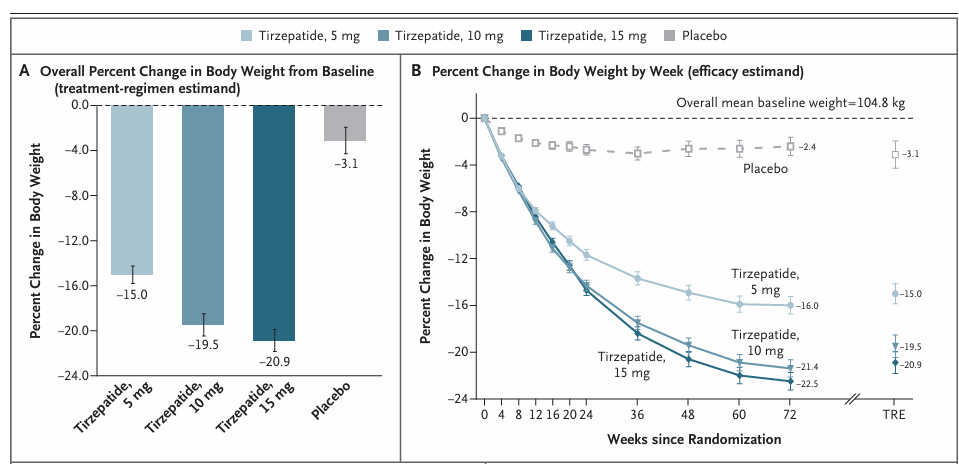 Tirzepatide, 5 mg Tirzepatide, 10 mg Tirzepatide, 15 mg Placebo
A Overall Percent Change in Body Weight from Baseline
(treatment-regimen estimand)
Percent Change in Body Weight
0.0
−4.0
−8.0
−12.0
−16.0
−20.0
−24.0
−15.0
−19.5
−20.9
−3.1
Tirzepatide,
5 mg
Tirzepatide,
10 mg
Tirzepatide,
15 mg
Placebo
B Percent Change in Body Weight by Week (efficacy estimand)
Overall mean baseline weight=104.8 kg
Percent Change in Body Weight
0
−4
−8
−12
−16
−20
−24
−2.4
−3.1
Placebo
Tirzepatide,
5 mg
−16.0
−15.0
Tirzepatide,
10 mg
−21.4
−19.5
Tirzepatide,
15 mg
−22.5
−20.9
0 4 8 12 16 20 24 36 48 60 72 TRE
Weeks since Randomization